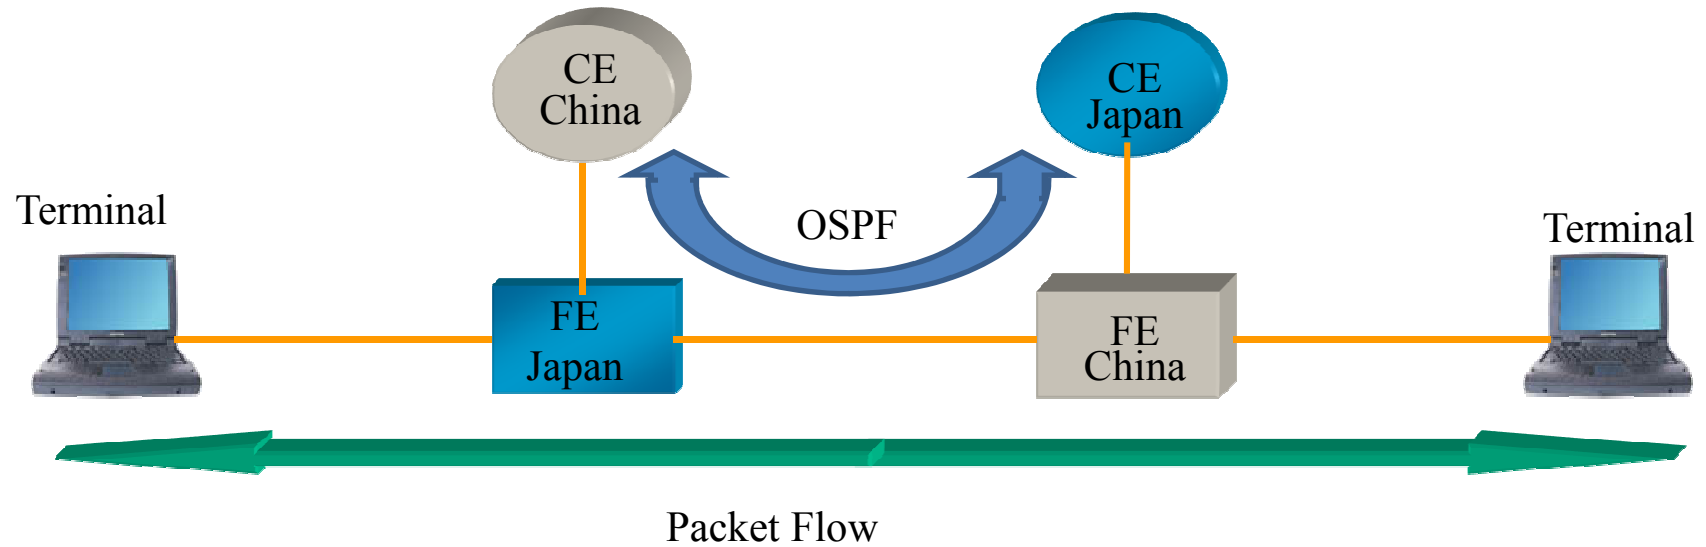 CE
China
CE
Japan
Terminal
OSPF
Terminal
FE
Japan
FE
China
Packet Flow